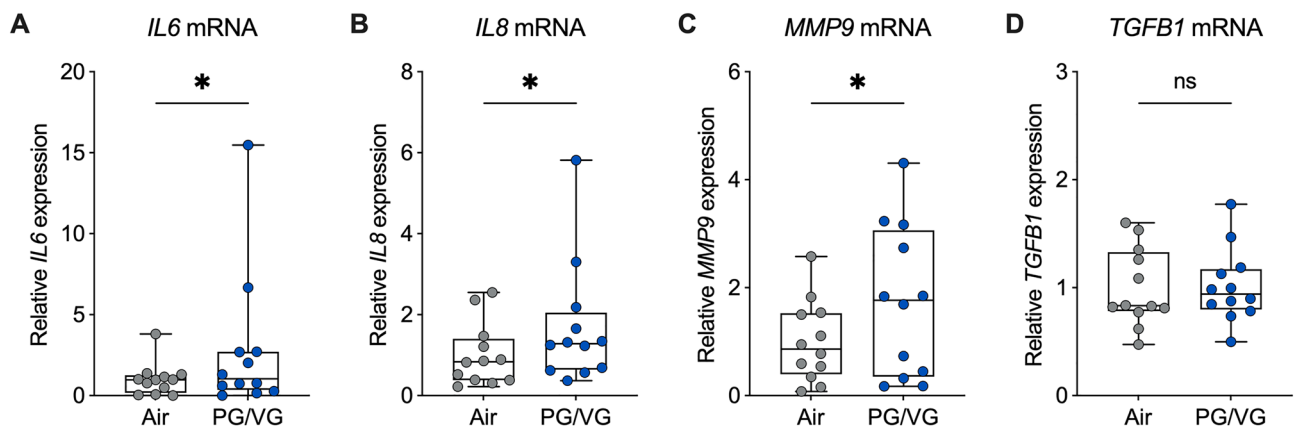 A
IL6 mRNA
Relative IL6 expression
20
15
10
5
0
*
Air
PG/VG
B
IL8 mRNA
Relative IL8 expression
8
6
4
2
0
*
Air
PG/VG
C
MMP9 mRNA
Relative MMP9 expression
6
4
2
0
*
Air
PG/VG
D
TGFB1 mRNA
Relative TGFB1 expression
3
2
1
0
ns
Air
PG/VG